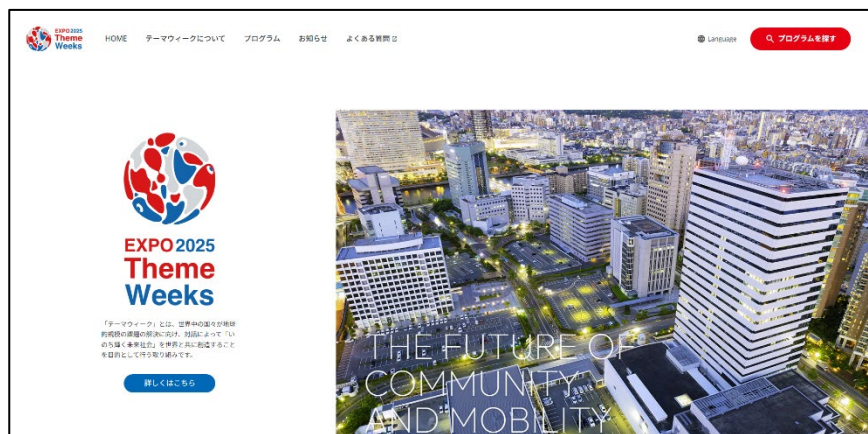 EXPO2025
Theme
Weeks
HOME
テーマウィークについて
プログラム
お知らせ
よくある質問
Language
プログラムを探す
EXPO 2025
Theme
Weeks
「テーマウィーク」とは、世界中の国々が地球
的規模の課題の解決に向け、対話によって「い
のち輝く未来社会」を世界と共に創造すること
を目的として行う取り組みです。
詳しくはこちら
THE FUTURE OF
COMMUNITY
AND MOBILITY